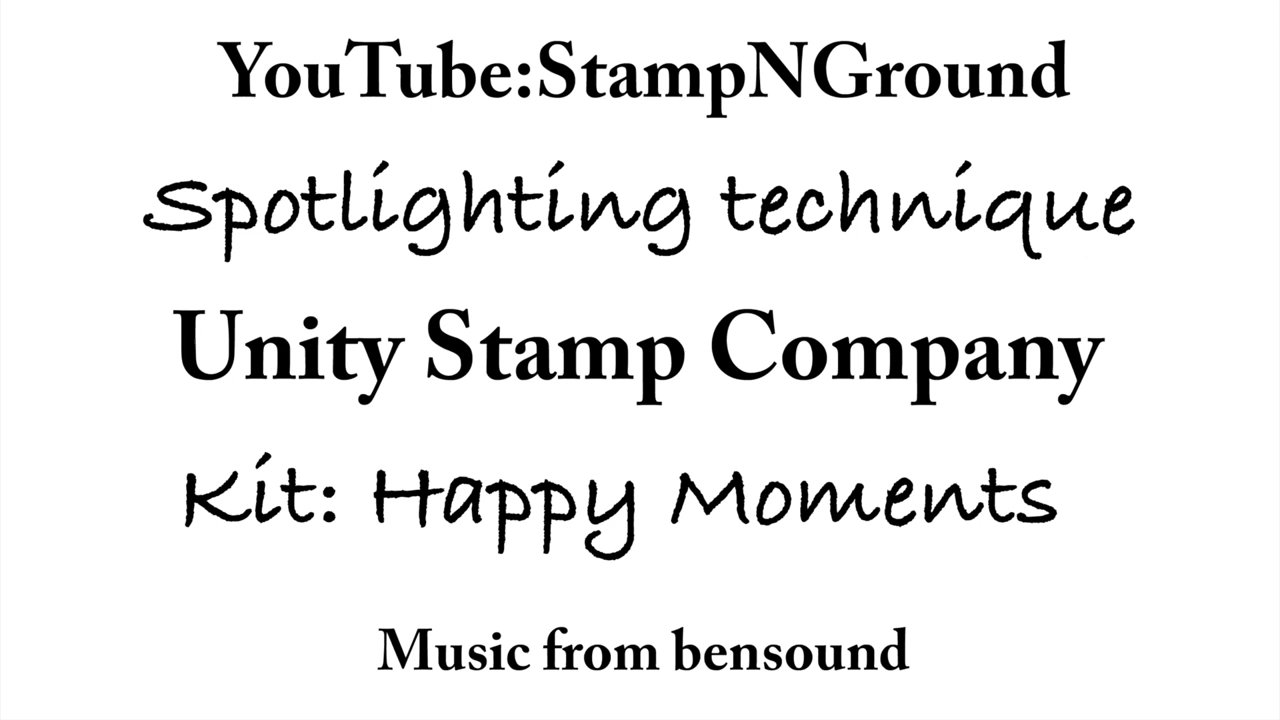 YouTube:StampNGround
Spotlighting technique
Unity Stamp Company
Kit: Happy Moments
Music from bensound